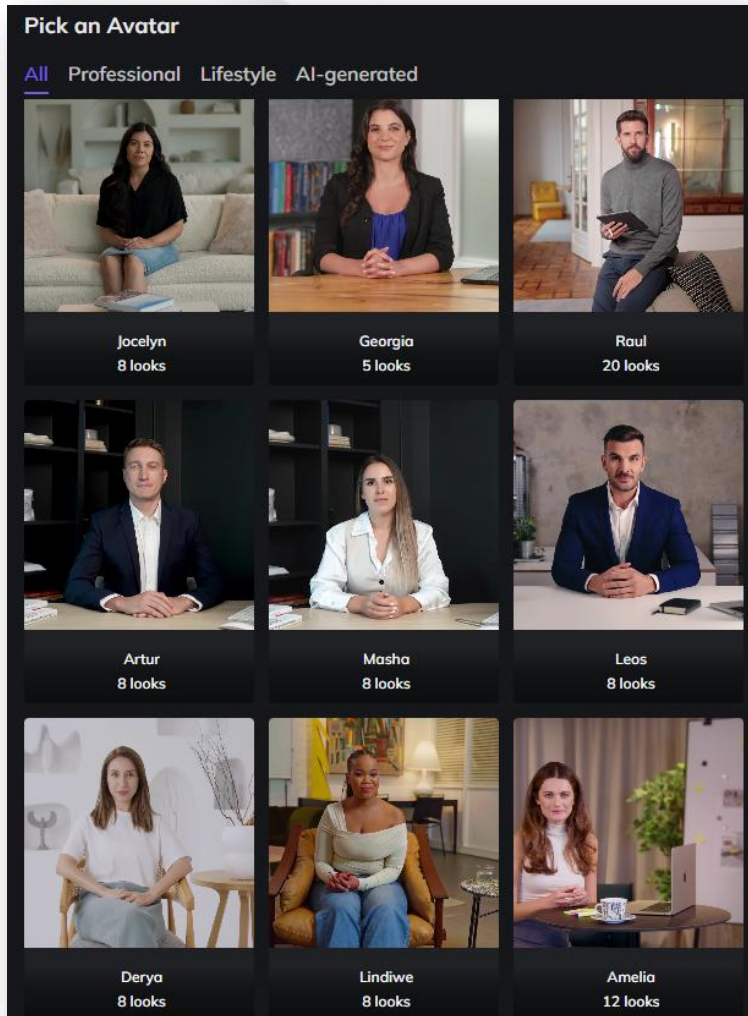 Pick an Avatar
All Professional Lifestyle AI-generated
Jocelyn
8 looks
Georgia
5 looks
Raul
20 looks
Artur
8 looks
Masha
8 looks
Leos
8 looks
Derya
8 looks
Lindiwe
8 looks
Amelia
12 looks